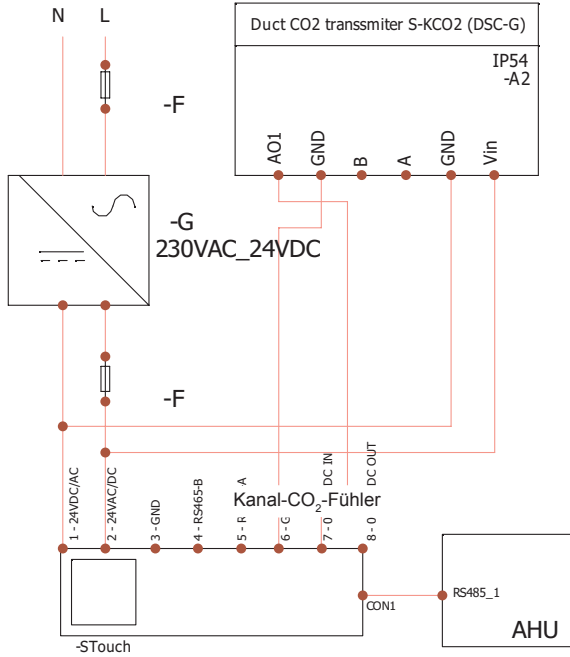 N L
Duct CO2 transsmiter S-KCO2 (DSC-G)
IP54
-A2
-F
AO1
GND
B
A
GND
Vin
-G
230VAC_24VDC
-F
1 - 24VDC/AC
2 - 24VAC/DC
3 -GND
4 - RS465-B
5 - R -A
6 - G
7 - 0 DC IN
8 - 0 DC OUT
Kanal-CO₂-Fühler
CON1
RS485_1
AHU
-STouch